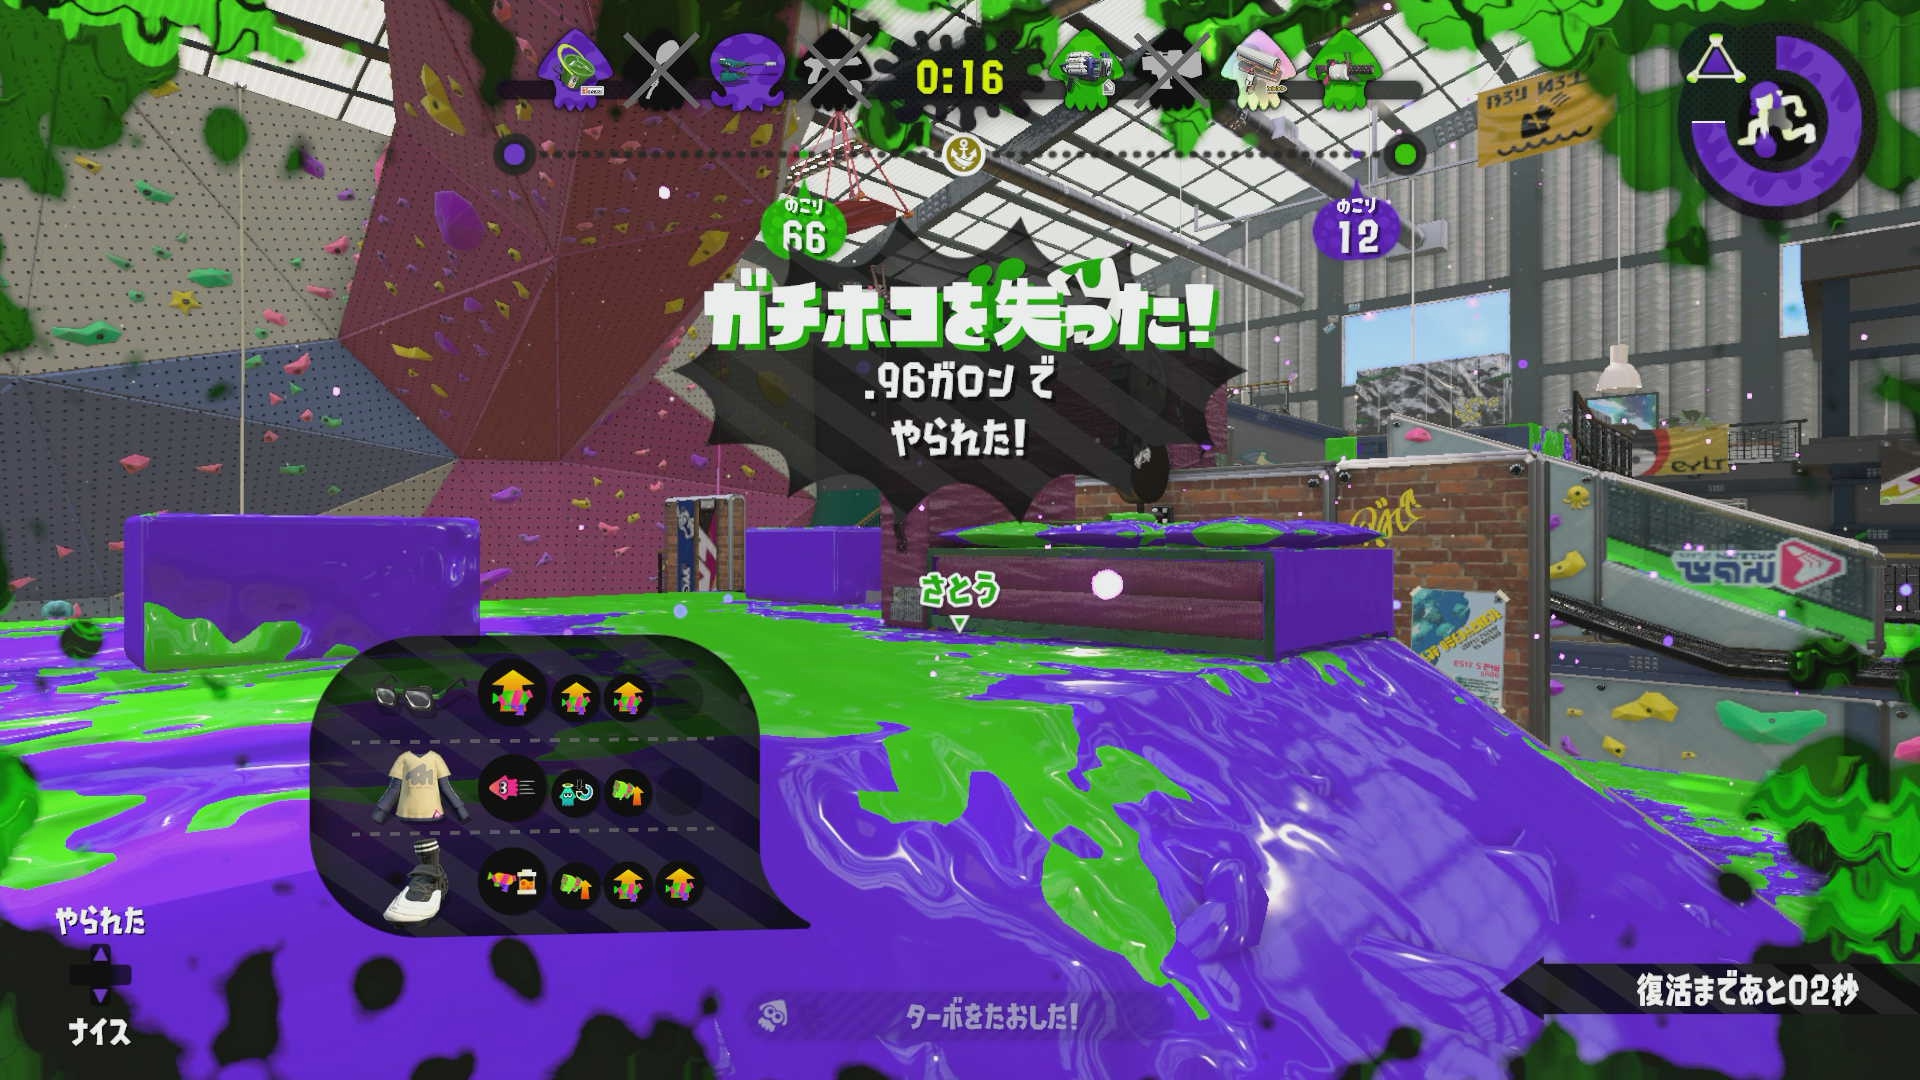 0:16
のこり
66
のこり
12
ガチホコを失った!
.96ガロン で
やられた!
さとう
やられた
ナイス
ターボをたおした!
復活まであと02秒